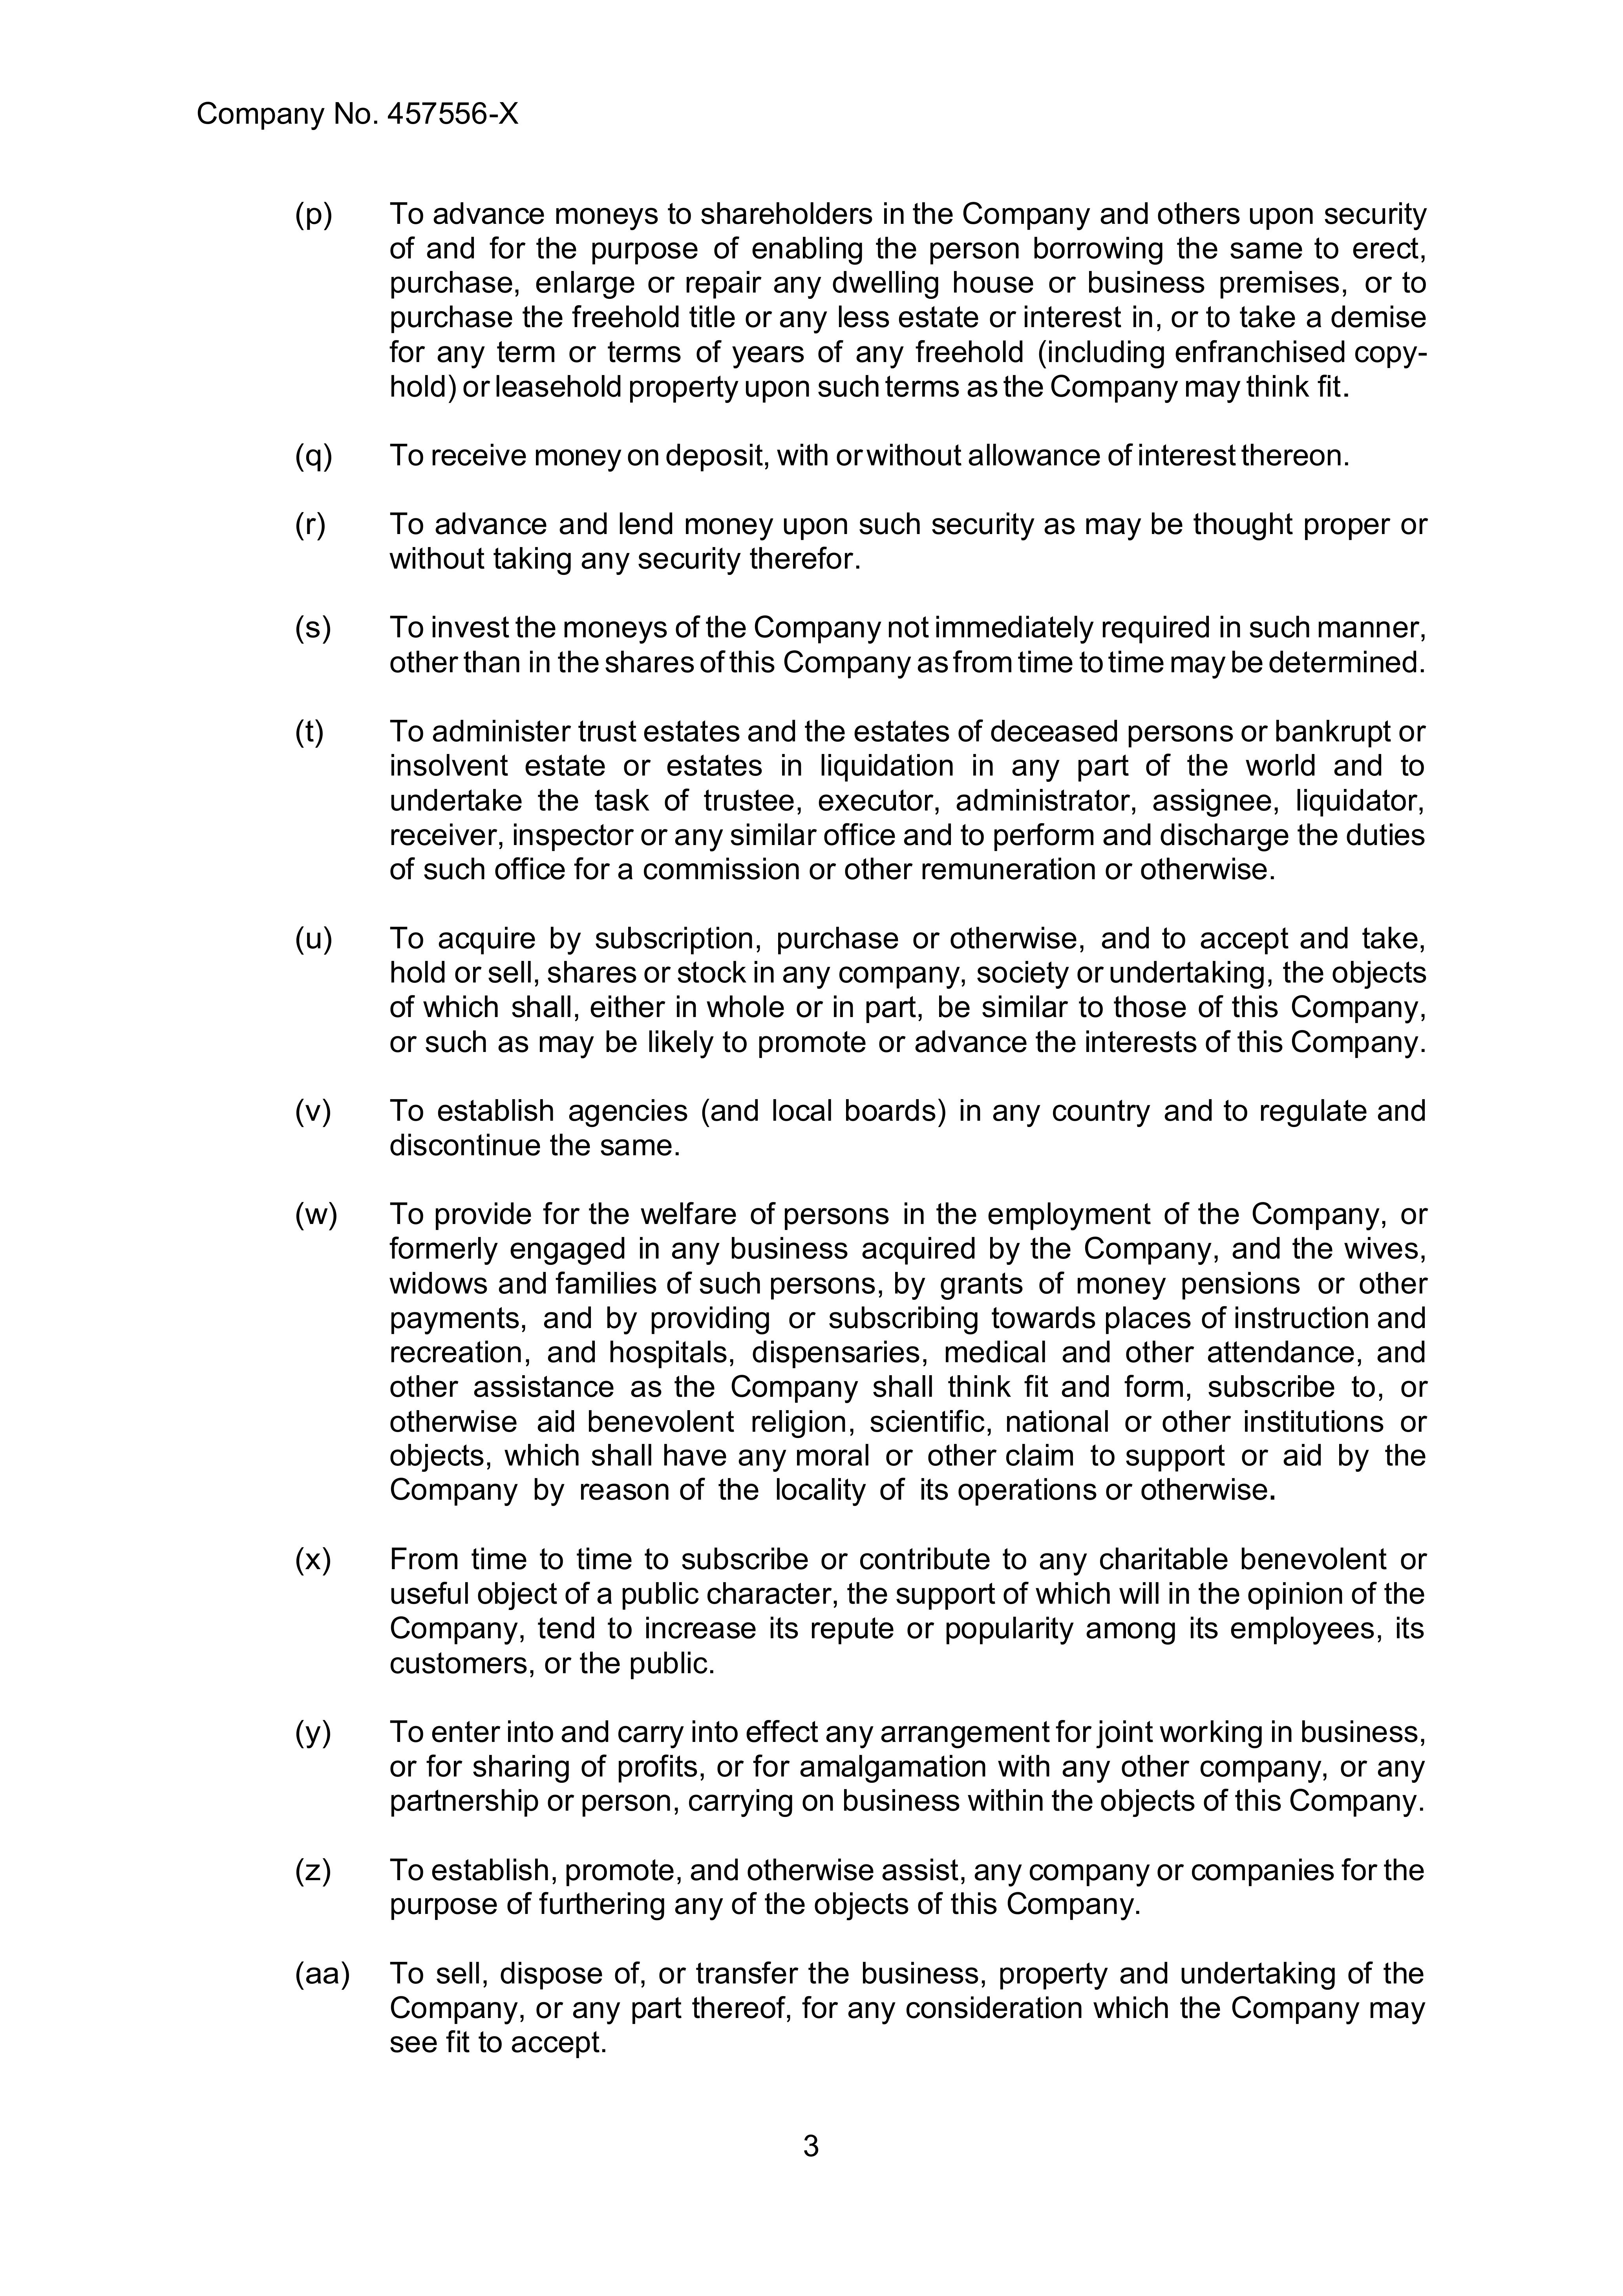 Company No. 457556-X
(p) To advance moneys to shareholders in the Company and others upon security
of and for the purpose of enabling the person borrowing the same to erect,
purchase, enlarge or repair any dwelling house or business premises, or to
purchase the freehold title or any less estate or interest in, or to take a demise
for any term or terms of years of any freehold (including enfranchised copy-
hold) or leasehold property upon such terms as the Company may think fit.
(q) To receive money on deposit, with or without allowance of interest thereon.
(r) To advance and lend money upon such security as may be thought proper or
without taking any security therefor.
(s) To invest the moneys of the Company not immediately required in such manner,
other than in the shares of this Company as from time to time may be determined.
(t) To administer trust estates and the estates of deceased persons or bankrupt or
insolvent estate or estates in liquidation in any part of the world and to
undertake the task of trustee, executor, administrator, assignee, liquidator,
receiver, inspector or any similar office and to perform and discharge the duties
of such office for a commission or other remuneration or otherwise.
(u) To acquire by subscription, purchase or otherwise, and to accept and take,
hold or sell, shares or stock in any company, society or undertaking, the objects
of which shall, either in whole or in part, be similar to those of this Company,
or such as may be likely to promote or advance the interests of this Company.
(v) To establish agencies (and local boards) in any country and to regulate and
discontinue the same.
(w) To provide for the welfare of persons in the employment of the Company, or
formerly engaged in any business acquired by the Company, and the wives,
widows and families of such persons, by grants of money pensions or other
payments, and by providing or subscribing towards places of instruction and
recreation, and hospitals, dispensaries, medical and other attendance, and
other assistance as the Company shall think fit and form, subscribe to, or
otherwise aid benevolent religion, scientific, national or other institutions or
objects, which shall have any moral or other claim to support or aid by the
Company by reason of the locality of its operations or otherwise.
(x) From time to time to subscribe or contribute to any charitable benevolent or
useful object of a public character, the support of which will in the opinion of the
Company, tend to increase its repute or popularity among its employees, its
customers, or the public.
(y) To enter into and carry into effect any arrangement for joint working in business,
or for sharing of profits, or for amalgamation with any other company, or any
partnership or person, carrying on business within the objects of this Company.
(z) To establish, promote, and otherwise assist, any company or companies for the
purpose of furthering any of the objects of this Company.
(aa) To sell, dispose of, or transfer the business, property and undertaking of the
Company, or any part thereof, for any consideration which the Company may
see fit to accept.
3